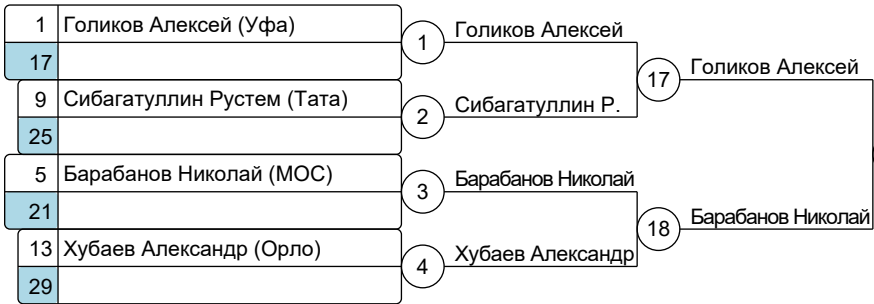 1 Голиков Алексей (Уфа)
17
9 Сибагатуллин Рустем (Тата)
25
5 Барабанов Николай (МОС)
21
13 Хубаев Александр (Орло)
29
1
2
3
4
Голиков Алексей
Сибагатуллин Р.
Барабанов Николай
Хубаев Александр
17
18
Голиков Алексей
Барабанов Николай